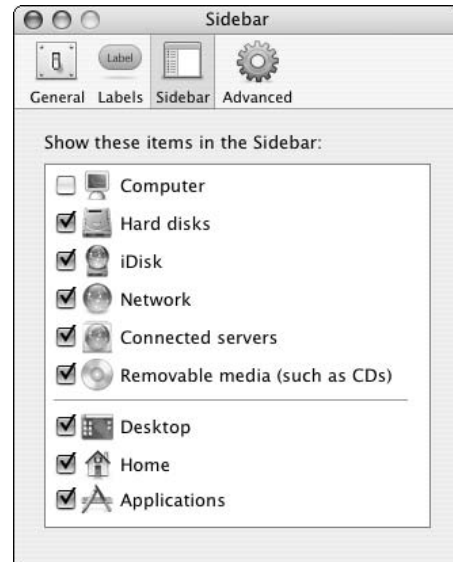 Sidebar
Label
General Labels Sidebar Advanced
Show these items in the Sidebar:
Computer
Hard disks
iDisk
Network
Connected servers
Removable media (such as CDs)
Desktop
Home
Applications